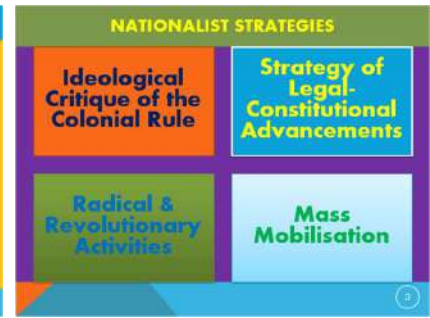 NATIONALIST STRATEGIES
Ideological
Critique of the
Colonial Rule
Strategy of
Legal-
Constitutional
Advancements
Radical &
Revolutionary
Activities
Mass
Mobilisation
3